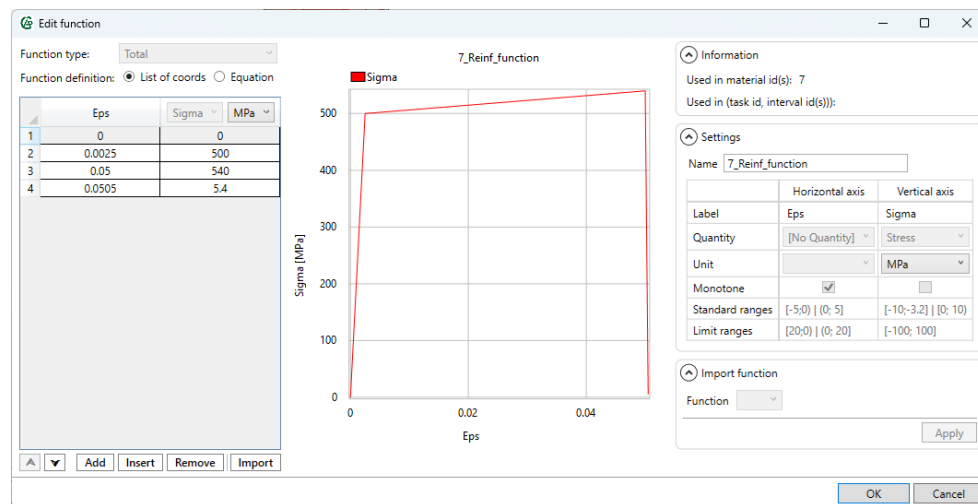 Edit function
Function type: Total
Function definition: List of coords Equation
Eps Sigma MPa
1 0 0
2 0.0025 500
3 0.05 540
4 0.0505 5.4
Add Insert Remove Import
7_Reinf_function
Sigma
500
400
300
200
100
0
Sigma [MPa]
0 0.02 0.04
Eps
Information
Used in material id(s): 7
Used in (task id, interval id(s)):
Settings
Name 7_Reinf_function
Horizontal axis Vertical axis
Label Eps Sigma
Quantity [No Quantity] Stress
Unit MPa
Monotone
Standard ranges [-5;0) | (0; 5] [-10;-3.2] | [0; 10)
Limit ranges [20;0) | (0; 20] [-100; 100]
Import function
Function
Apply
OK Cancel